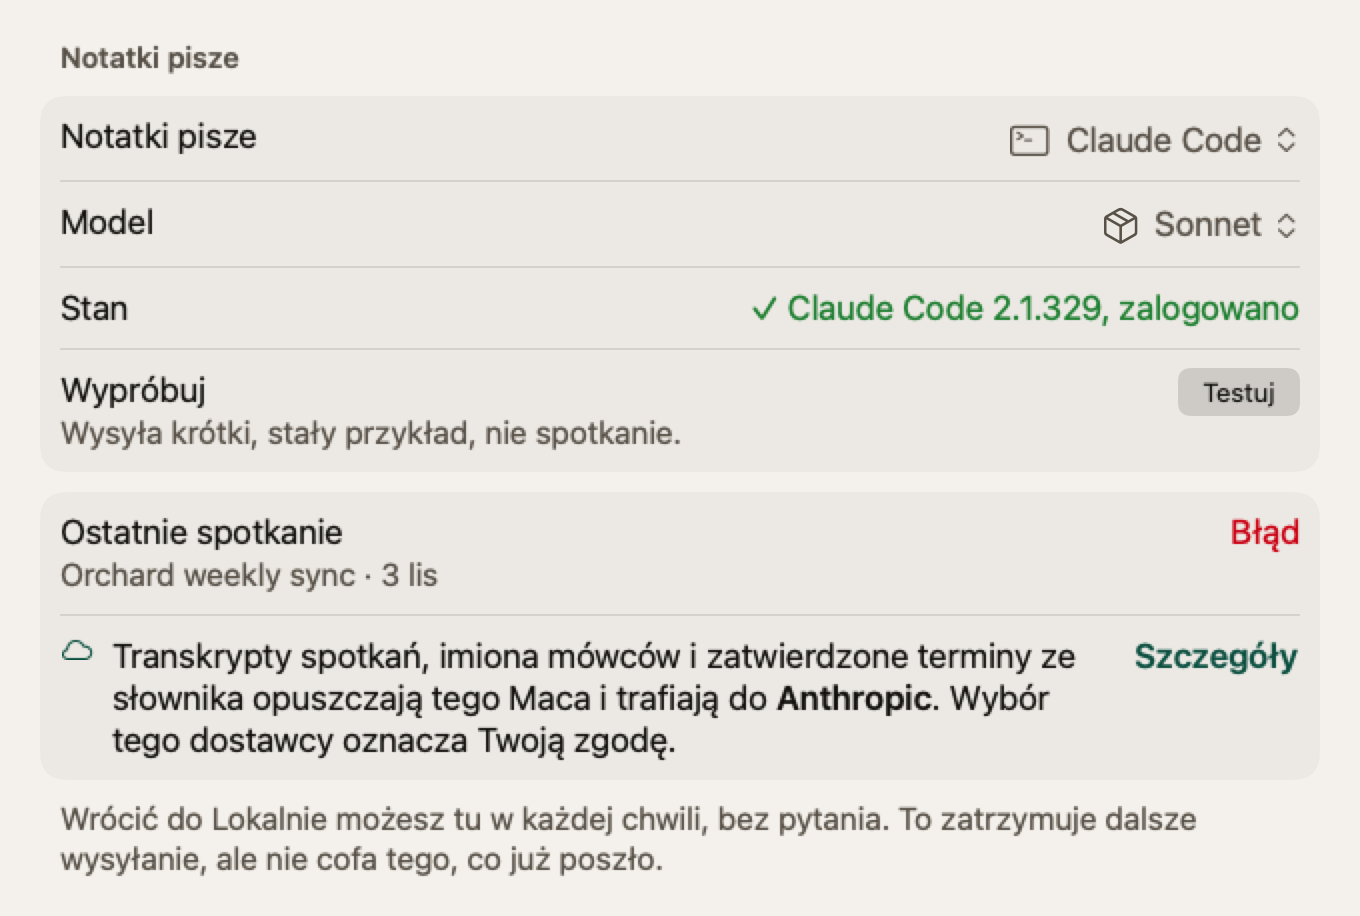 Notatki pisze
Notatki pisze
Claude Code
Model
Sonnet
Stan
✓ Claude Code 2.1.329, zalogowano
Wypróbuj
Testuj
Wysyła krótki, stały przykład, nie spotkanie.
Ostatnie spotkanie
Błąd
Orchard weekly sync · 3 lis
Transkrypty spotkań, imiona mówców i zatwierdzone terminy ze
Szczegóły
słownika opuszczają tego Maca i trafiają do Anthropic. Wybór
tego dostawcy oznacza Twoją zgodę.
Wrócić do Lokalnie możesz tu w każdej chwili, bez pytania. To zatrzymuje dalsze
wysyłanie, ale nie cofa tego, co już poszło.